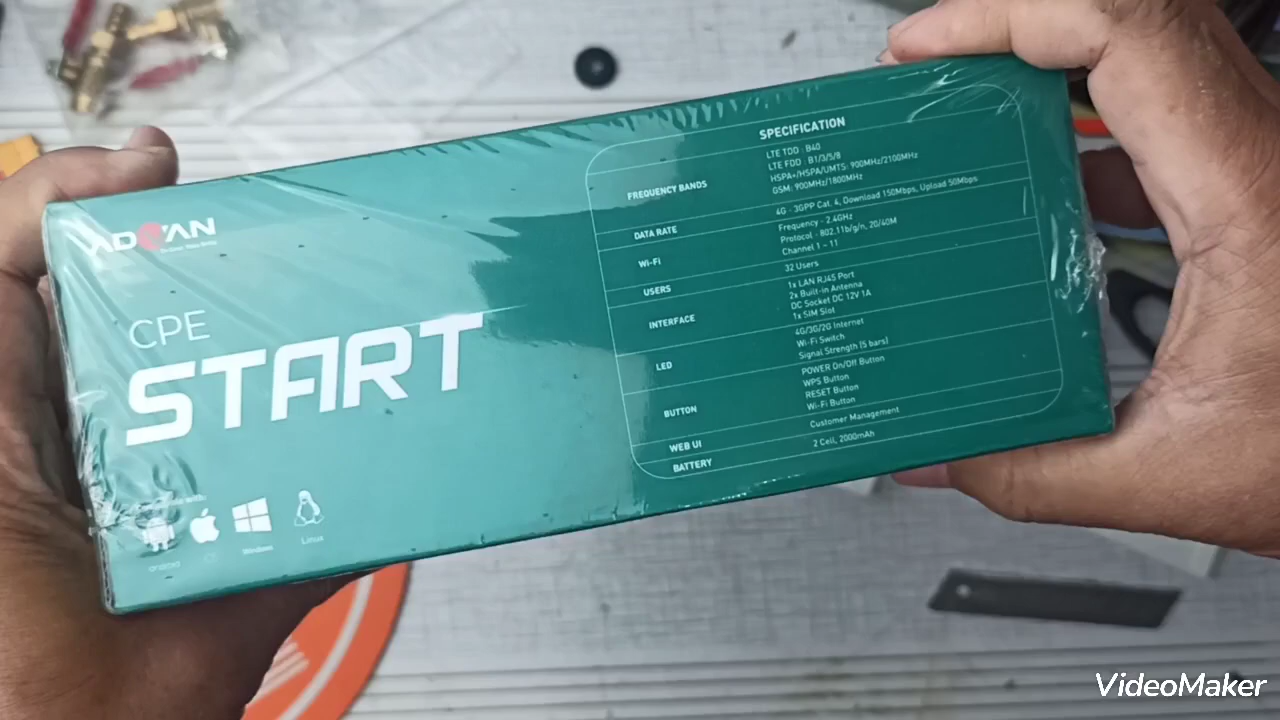 ADVAN
CPE
START
with:
android
Windows
Linux
SPECIFICATION
FREQUENCY BANDS
LTE TDD : B40
LTE FDD : B1/3/5/8
HSPA+/HSPA/UMTS: 900MHz/2100MHz
GSM: 900MHz/1800MHz
DATA RATE
4G - 3GPP Cat. 4, Download 150Mbps, Upload 50Mbps
Wi-Fi
Frequency - 2.4GHz
Protocol - 802.11b/g/n, 20/40M
Channel 1 - 11
USERS
32 Users
INTERFACE
1x LAN RJ45 Port
2x Built-in Antenna
DC Socket DC 12V 1A
1x SIM Slot
LED
4G/3G/2G Internet
Wi-Fi Switch
Signal Strength (5 bars)
BUTTON
POWER On/Off Button
WPS Button
RESET Button
Wi-Fi Button
WEB UI
Customer Management
BATTERY
2 Cell, 2000mAh
VideoMaker